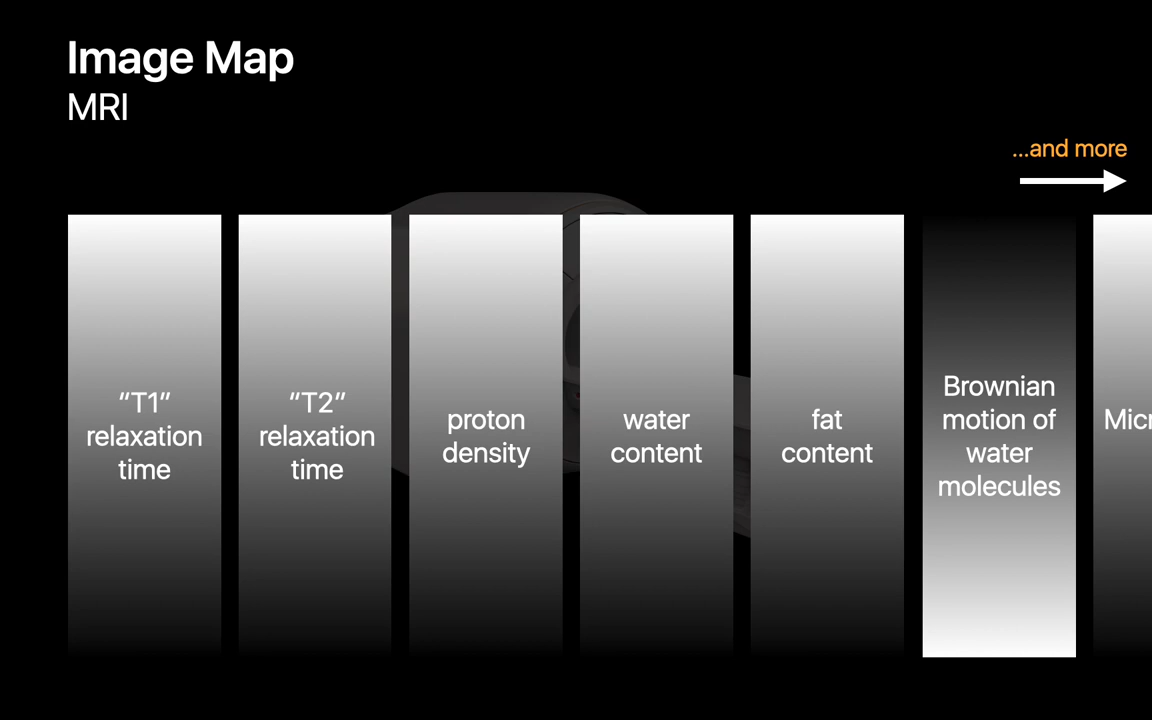 Image Map
MRI
...and more
“T1”
relaxation
time
“T2”
relaxation
time
proton
density
water
content
fat
content
Brownian
motion of
water
molecules